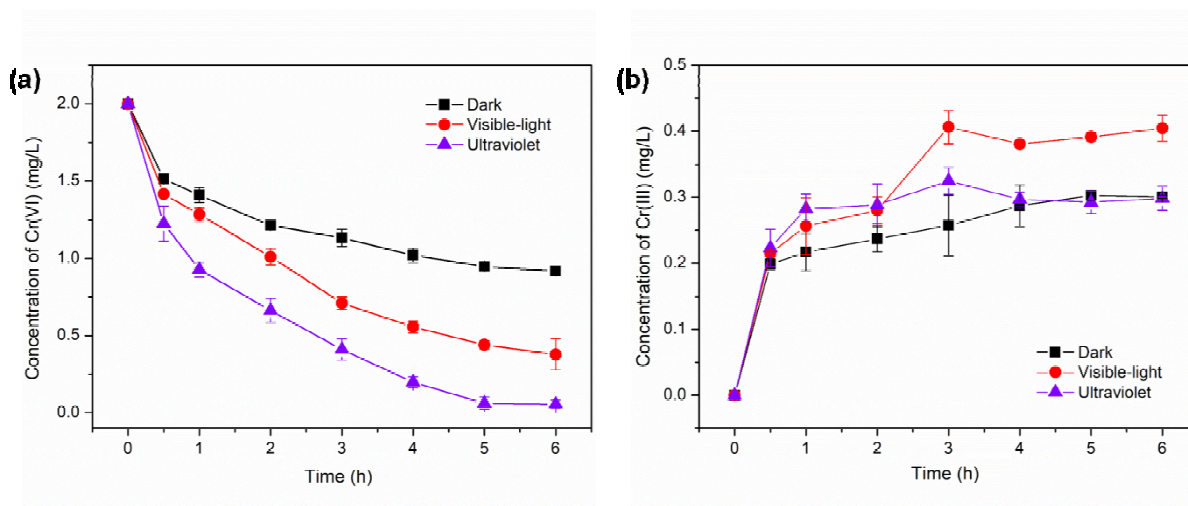 (a)
Concentration of Cr(VI) (mg/L)
2.0
1.5
1.0
0.5
0.0
Dark
Visible-light
Ultraviolet
0 1 2 3 4 5 6
Time (h)
(b)
Concentration of Cr(III) (mg/L)
0.5
0.4
0.3
0.2
0.1
0.0
Dark
Visible-light
Ultraviolet
0 1 2 3 4 5 6
Time (h)